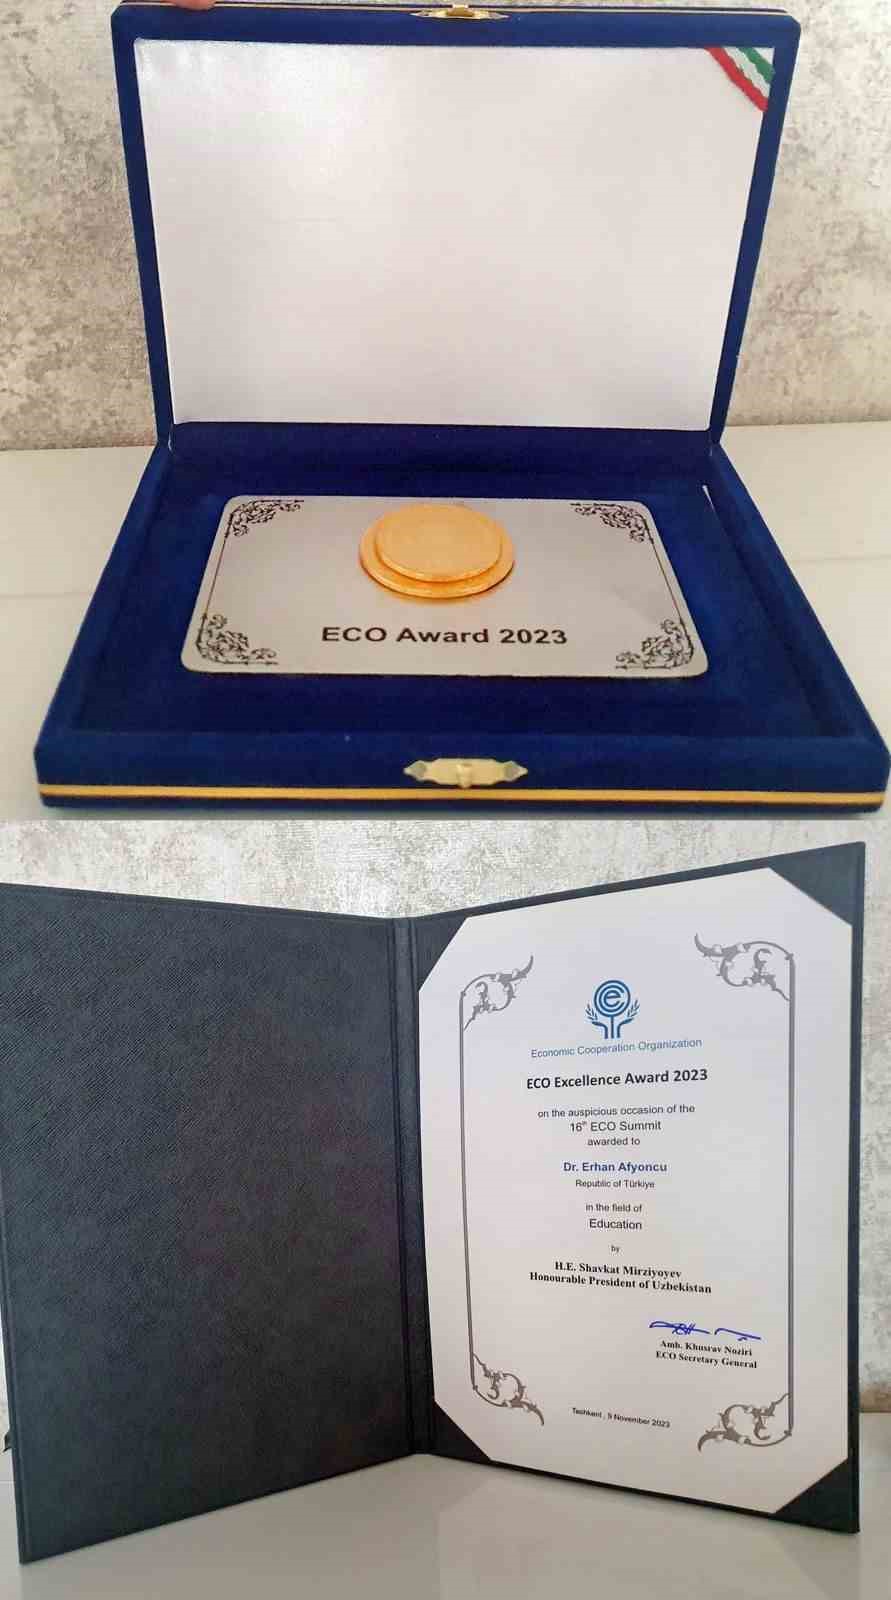 ECO Award 2023
e
Economic Cooperation Organization
ECO Excellence Award 2023
on the auspicious occasion of the
16th ECO Summit
awarded to
Dr. Erhan Afyoncu
Republic of Türkiye
in the field of
Education
by
H.E. Shavkat Mirziyoyev
Honourable President of Uzbekistan
Amb. Khusrav Noziri
ECO Secretary General
Tashkent , 9 November 2023